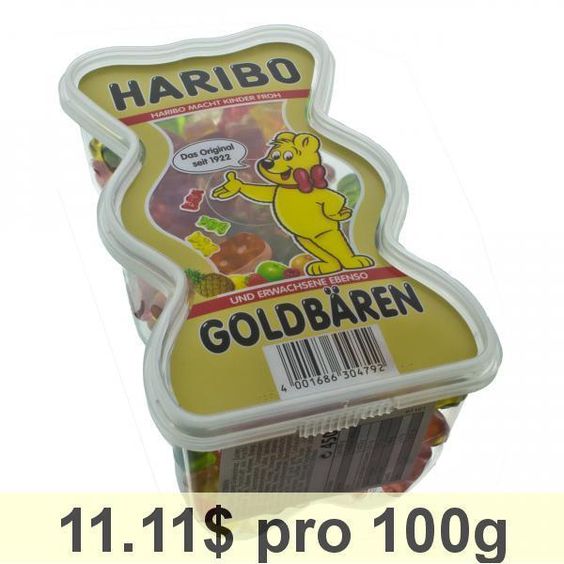 HARIBO
HARIBO MACHT KINDER FROH
Das Original
seit 1922
UND ERWACHSENE EBENSO
GOLDBÄREN
4 001686 304792
11.11$ pro 100g